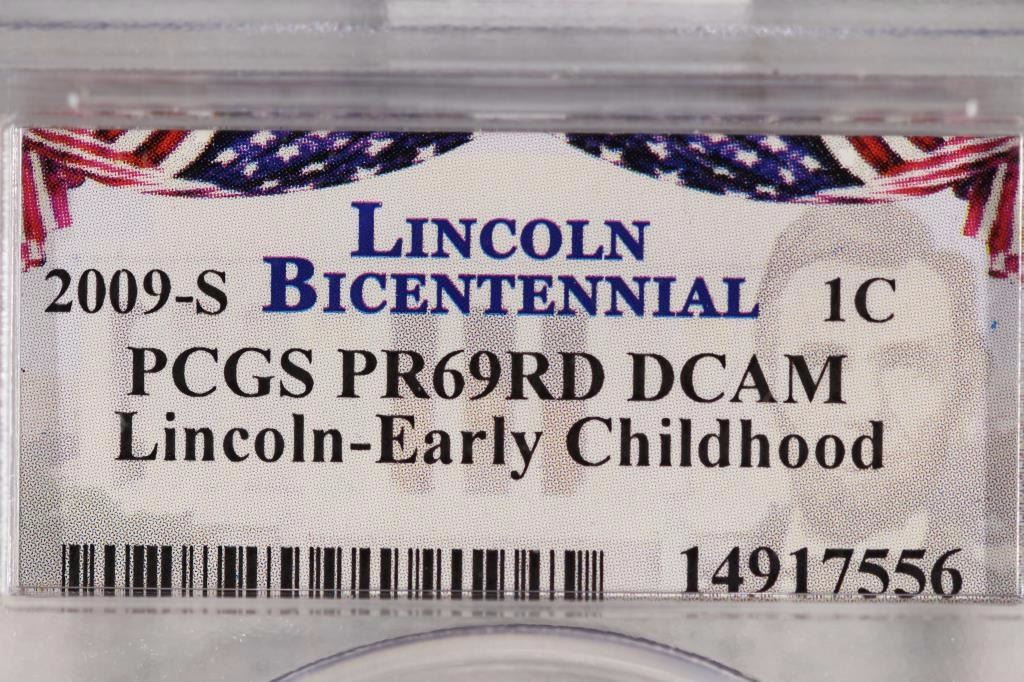 LINCOLN
2009-S BICENTENNIAL 1C
PCGS PR69RD DCAM
Lincoln-Early Childhood
14917556